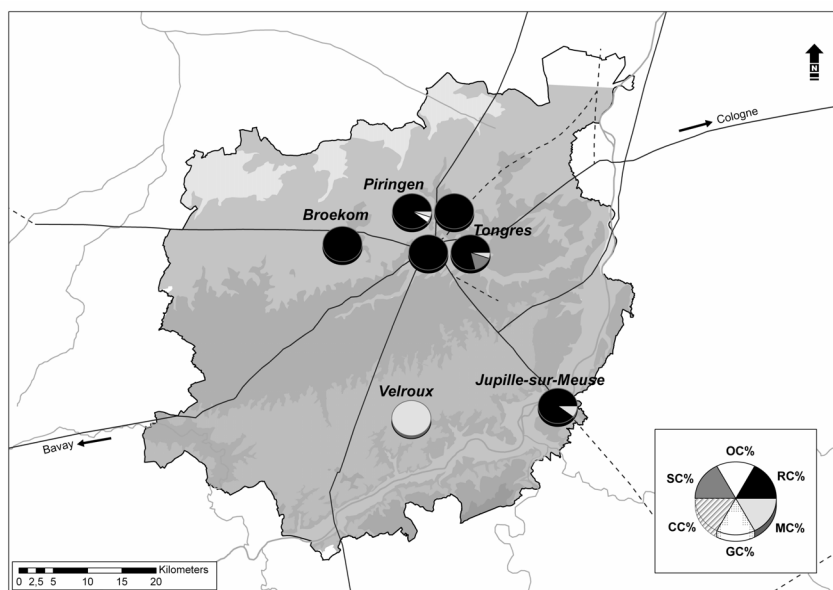 N
Cologne
Piringen
Broekom
Tongres
Velroux
Jupille-sur-Meuse
Bavay
OC%
SC%
RC%
CC%
MC%
GC%
Kilometers
0 2,5 5 10 15 20